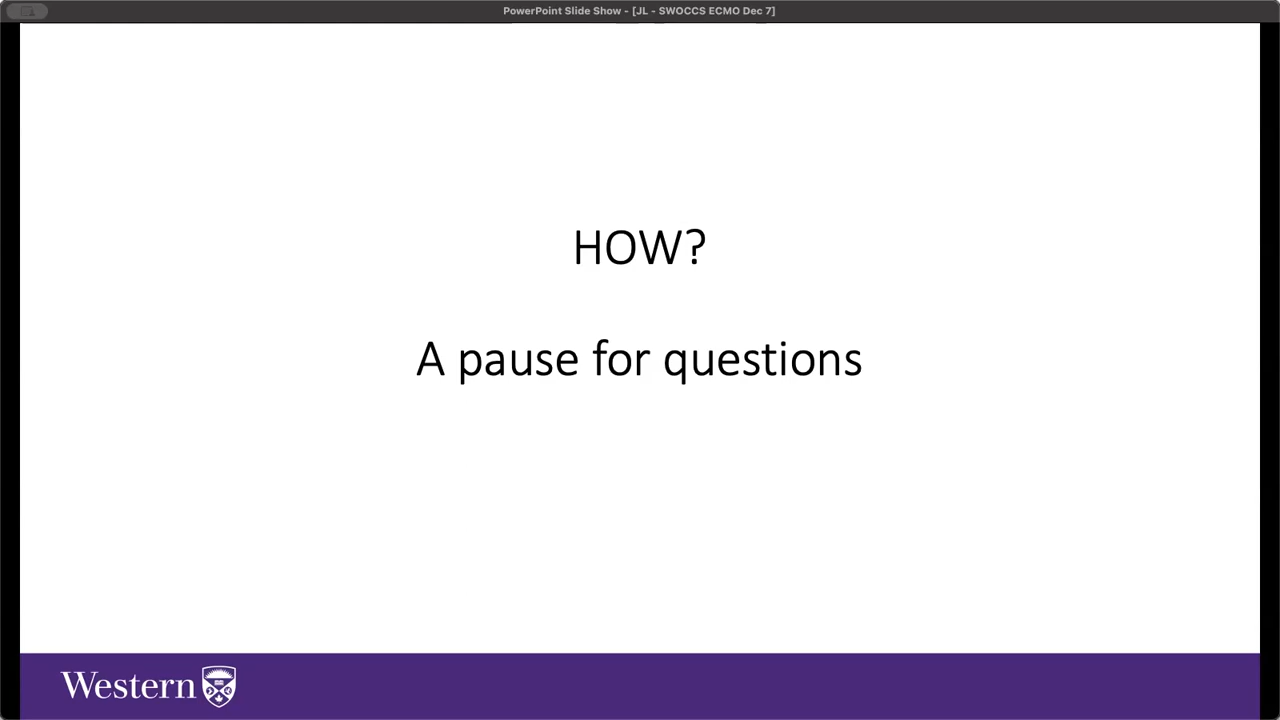 PowerPoint Slide Show - [JL - SWOCCS ECMO Dec 7]
HOW?
A pause for questions
Western